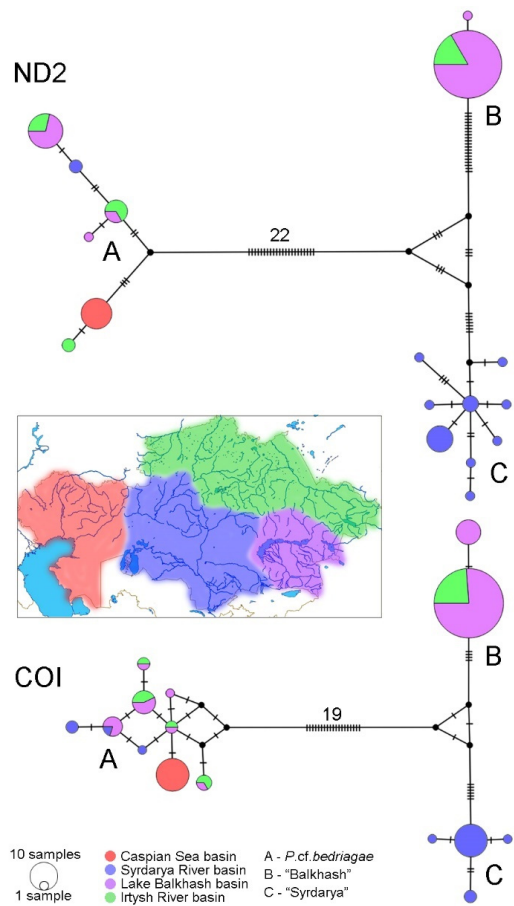 ND2
B
A
22
C
COI
B
19
A
C
10 samples
1 sample
Caspian Sea basin
Syrdarya River basin
Lake Balkhash basin
Irtysh River basin
A - P.cf.bedriagae
B - "Balkhash"
C - "Syrdarya"